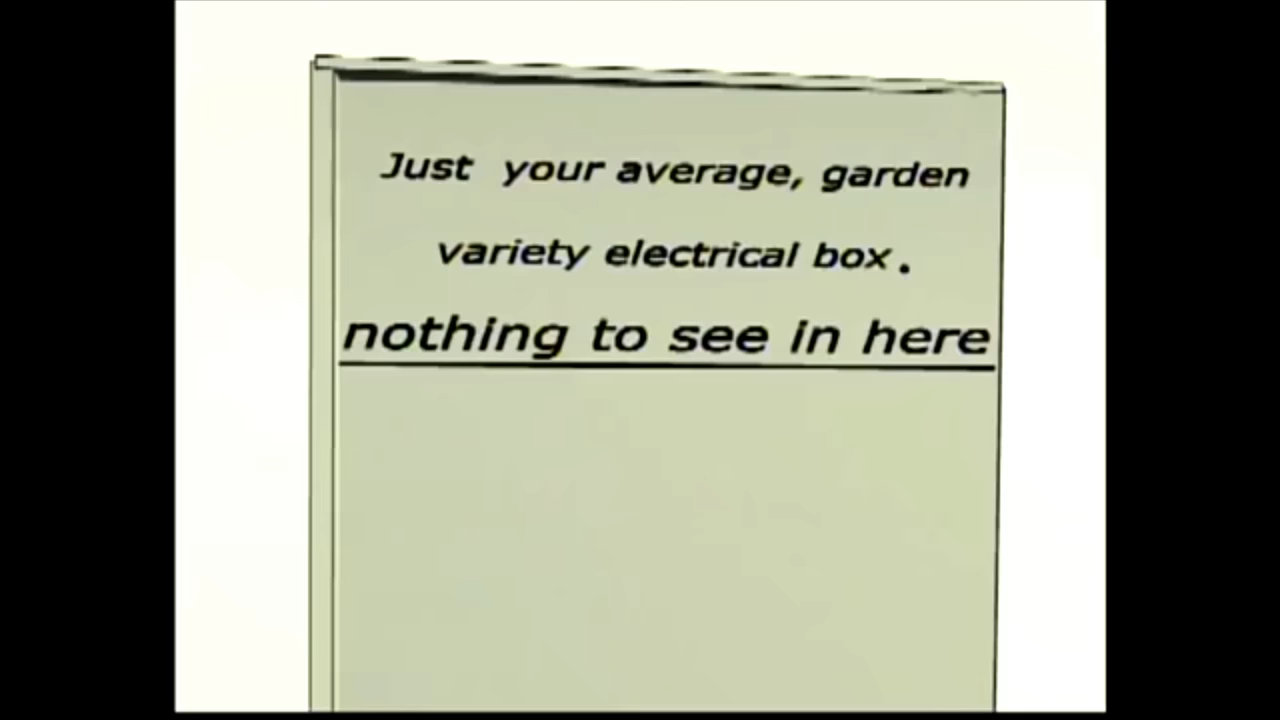 Just your average, garden
variety electrical box.
nothing to see in here